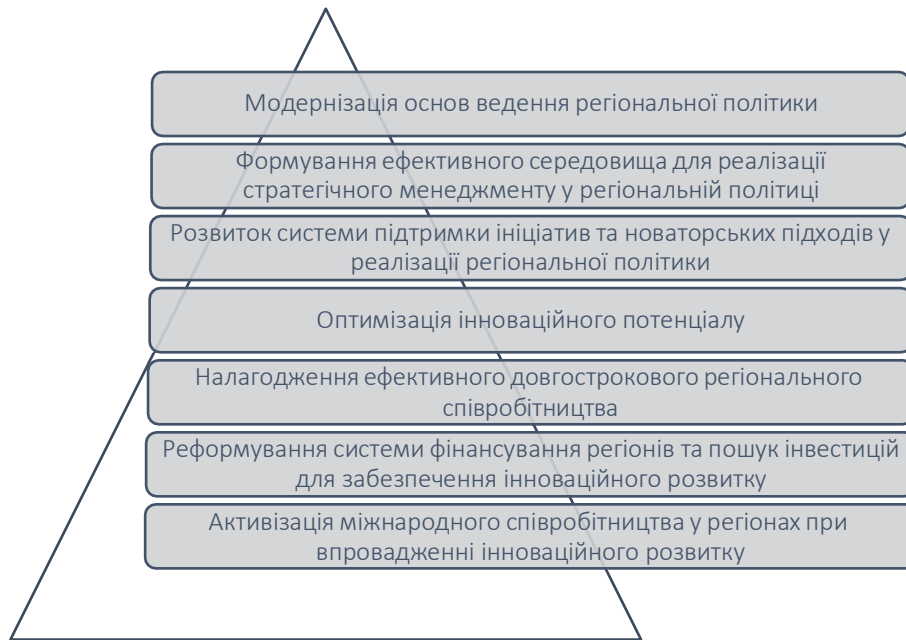 Модернізація основ ведення регіональної політики
Формування ефективного середовища для реалізації
стратегічного менеджменту у регіональній політиці
Розвиток системи підтримки ініціатив та новаторських підходів у
реалізації регіональної політики
Оптимізація інноваційного потенціалу
Налагодження ефективного довгострокового регіонального
співробітництва
Реформування системи фінансування регіонів та пошук інвестицій
для забезпечення інноваційного розвитку
Активізація міжнародного співробітництва у регіонах при
впровадженні інноваційного розвитку